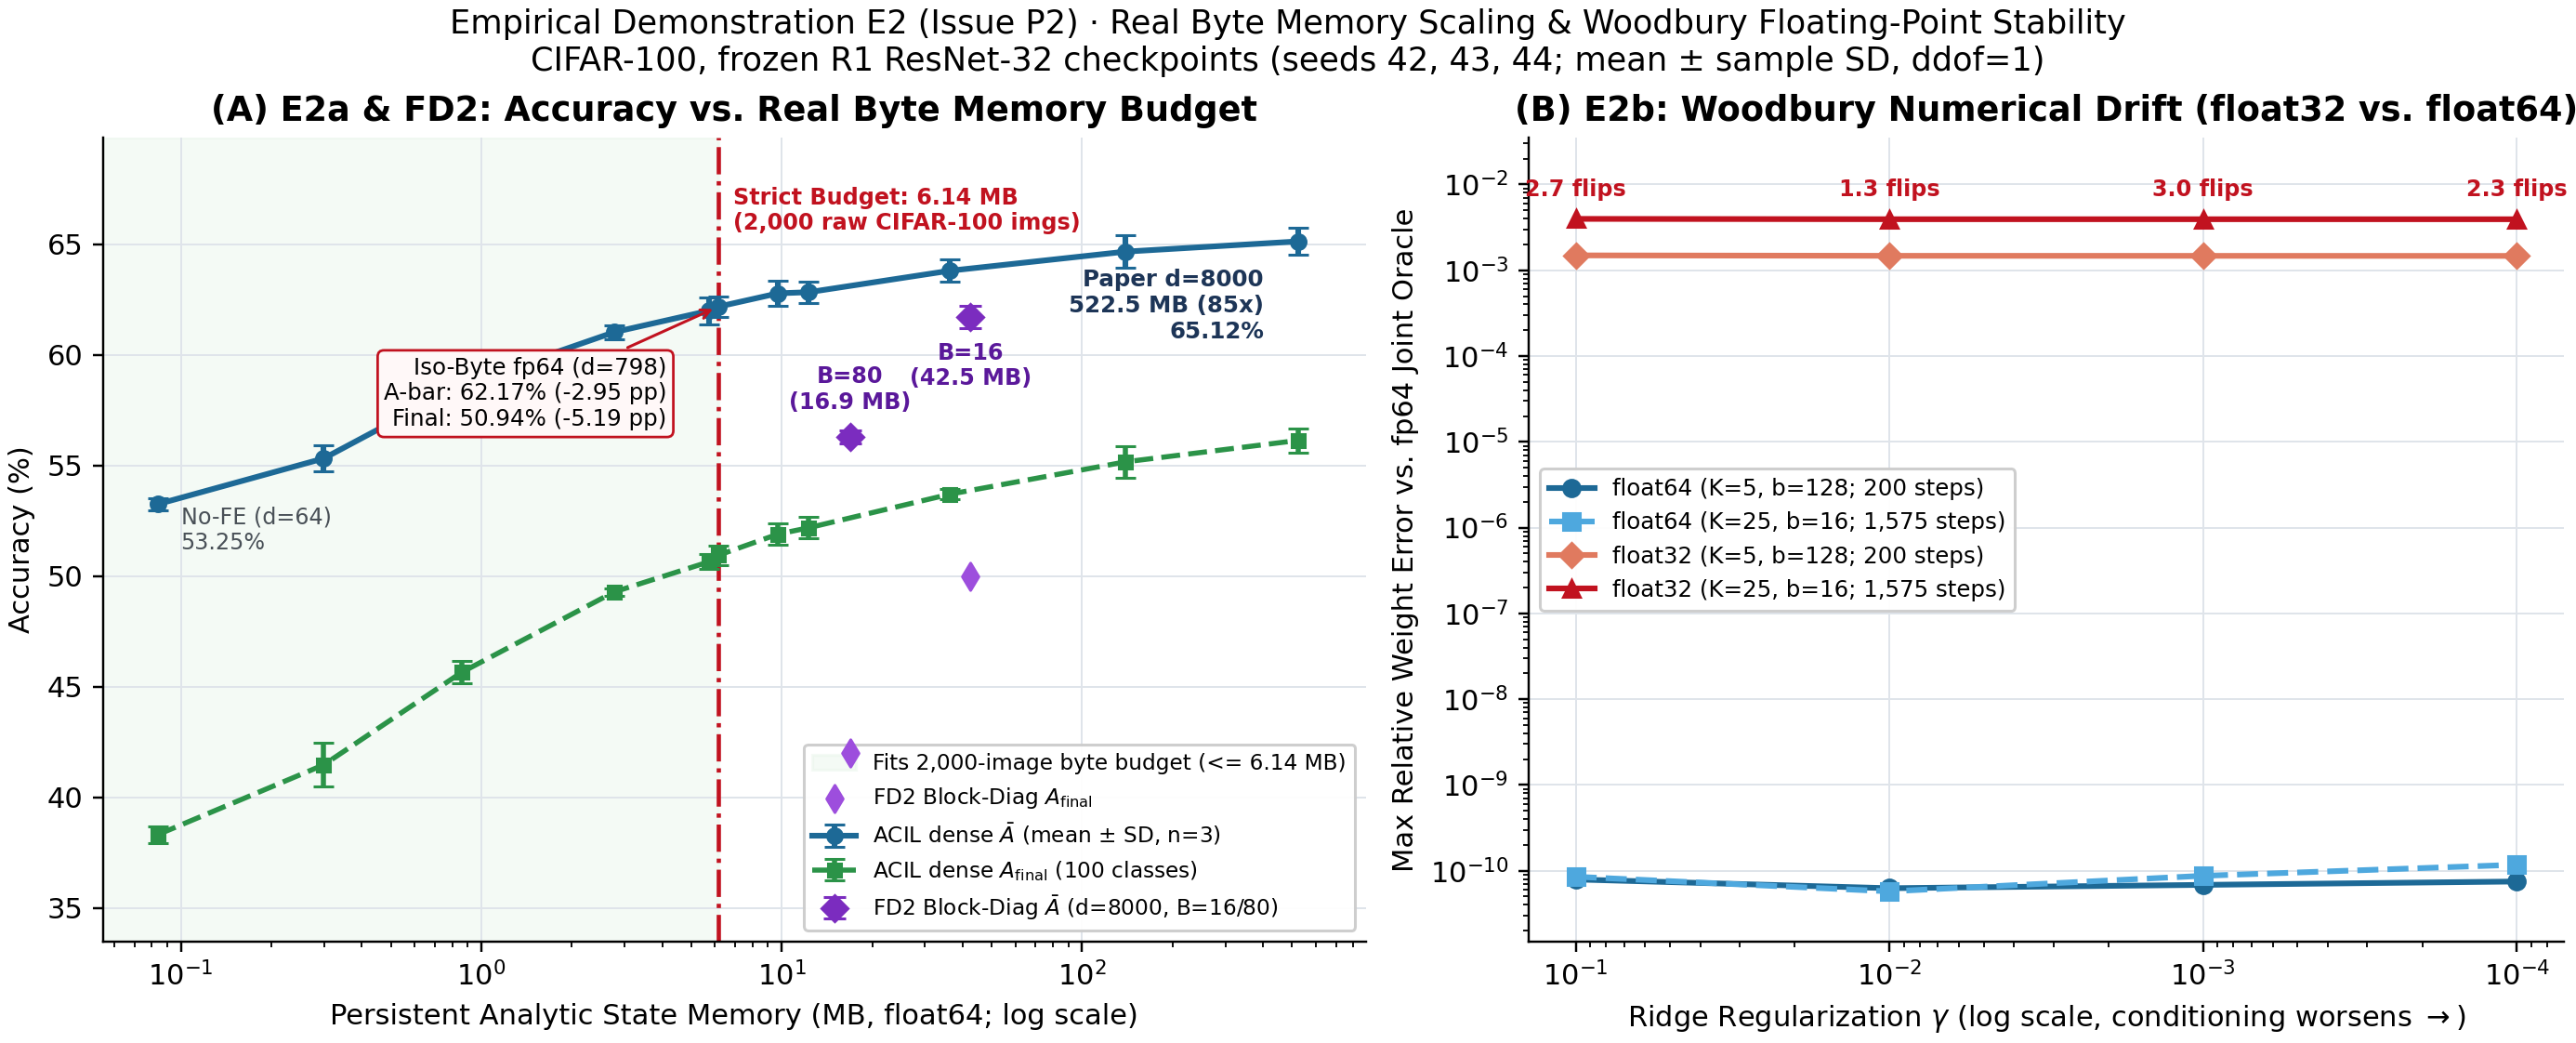 Empirical Demonstration E2 (Issue P2) · Real Byte Memory Scaling & Woodbury Floating-Point Stability
CIFAR-100, frozen R1 ResNet-32 checkpoints (seeds 42, 43, 44; mean ± sample SD, ddof=1)
(A) E2a & FD2: Accuracy vs. Real Byte Memory Budget
Accuracy (%)
65
60
55
50
45
40
35
Strict Budget: 6.14 MB
(2,000 raw CIFAR-100 imgs)
Paper d=8000
522.5 MB (85x)
65.12%
Iso-Byte fp64 (d=798)
A-bar: 62.17% (-2.95 pp)
Final: 50.94% (-5.19 pp)
B=16
(42.5 MB)
B=80
(16.9 MB)
No-FE (d=64)
53.25%
Fits 2,000-image byte budget (<= 6.14 MB)
FD2 Block-Diag A_final
ACIL dense Ā (mean ± SD, n=3)
ACIL dense A_final (100 classes)
FD2 Block-Diag Ā (d=8000, B=16/80)
10⁻¹
10⁰
10¹
10²
Persistent Analytic State Memory (MB, float64; log scale)
(B) E2b: Woodbury Numerical Drift (float32 vs. float64)
Max Relative Weight Error vs. fp64 Joint Oracle
10⁻²
10⁻³
10⁻⁴
10⁻⁵
10⁻⁶
10⁻⁷
10⁻⁸
10⁻⁹
10⁻¹⁰
2.7 flips
1.3 flips
3.0 flips
2.3 flips
float64 (K=5, b=128; 200 steps)
float64 (K=25, b=16; 1,575 steps)
float32 (K=5, b=128; 200 steps)
float32 (K=25, b=16; 1,575 steps)
10⁻¹
10⁻²
10⁻³
10⁻⁴
Ridge Regularization γ (log scale, conditioning worsens →)